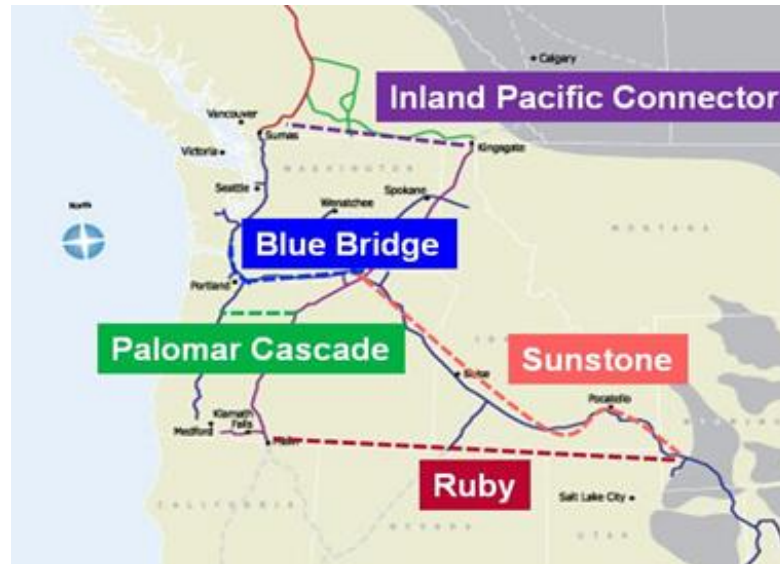 Calgary
Inland Pacific Connector
Vancouver
Sumas
Kingsgate
Victoria
WASHINGTON
Seattle
Spokane
Wenatchee
North
MONTANA
Blue Bridge
Portland
Palomar Cascade
Sunstone
Boise
Pocatello
Klamath
Falls
Medford
Malin
Ruby
Salt Lake City
CALIFORNIA
NEVADA
UTAH